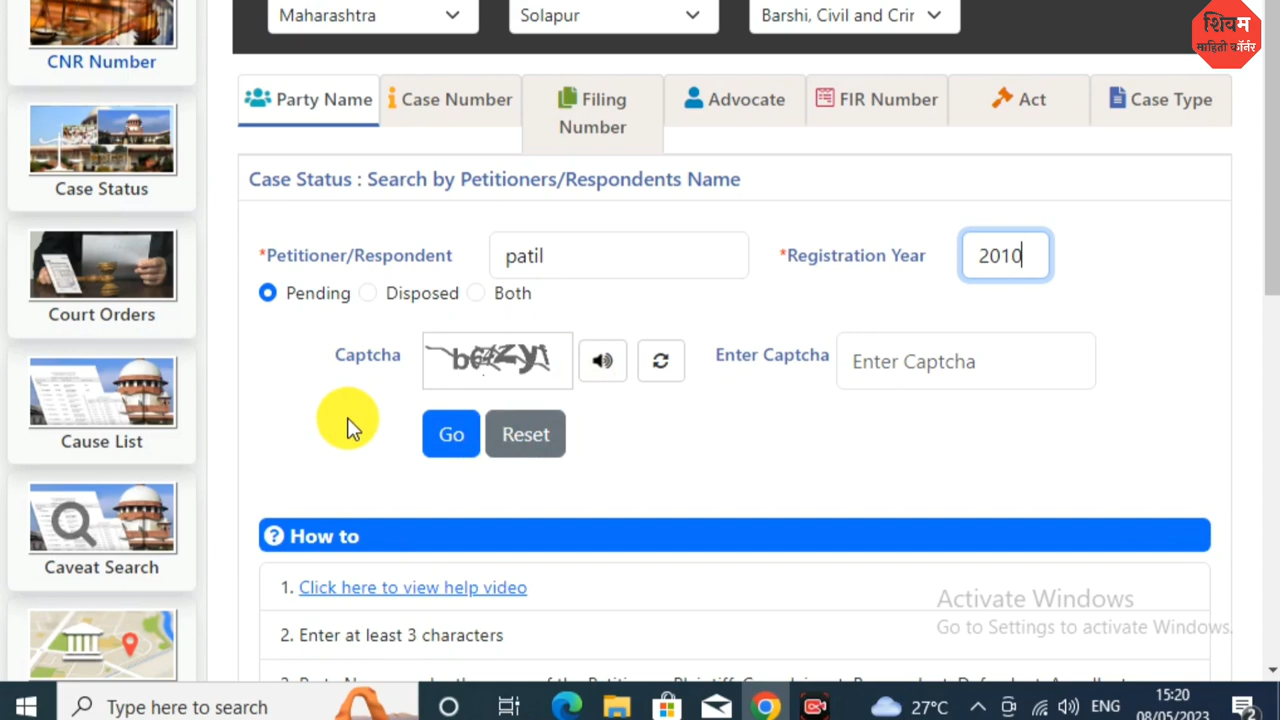 Maharashtra
Solapur
Barshi, Civil and Crir
शिवम
माहिती कॉर्नर
CNR Number
Party Name
Case Number
Filing Number
Advocate
FIR Number
Act
Case Type
Case Status
Case Status : Search by Petitioners/Respondents Name
*Petitioner/Respondent
patil
*Registration Year
2010
Pending
Disposed
Both
Court Orders
Captcha
Enter Captcha
Enter Captcha
Go
Reset
Cause List
How to
Caveat Search
1. Click here to view help video
Activate Windows
Go to Settings to activate Windows.
2. Enter at least 3 characters
Type here to search
27°C
ENG
15:20
08/05/2023
2